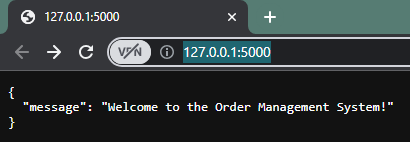 127.0.0.1:5000
VPN
127.0.0.1:5000
{
  "message": "Welcome to the Order Management System!"
}